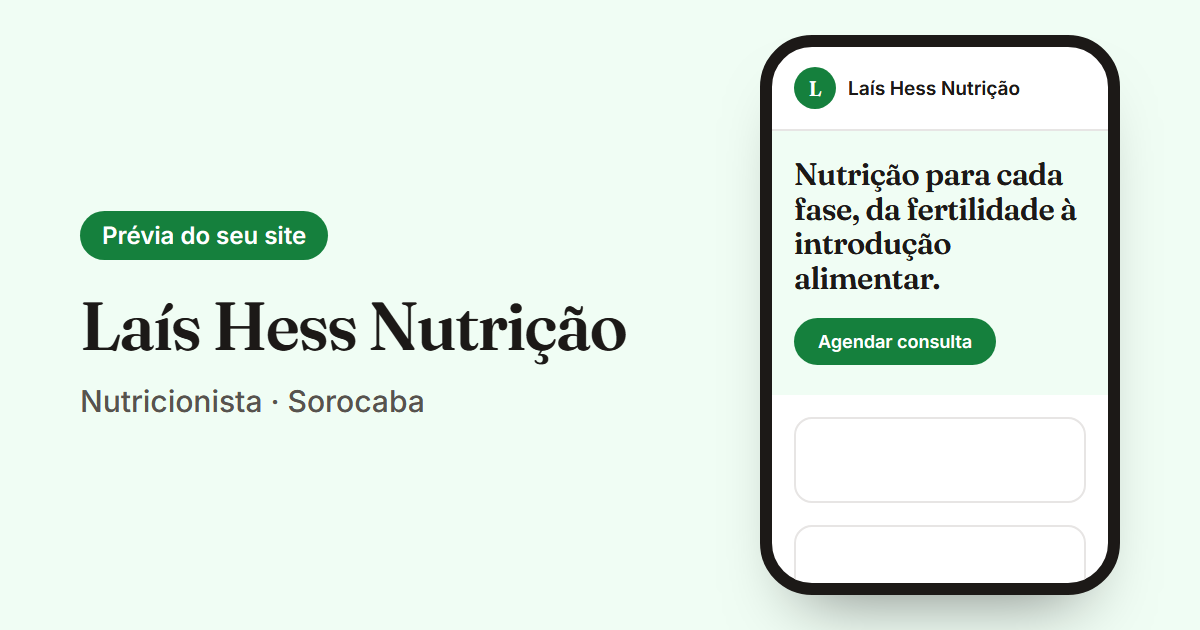 Prévia do seu site
Laís Hess Nutrição
Nutricionista · Sorocaba
L
Laís Hess Nutrição
Nutrição para cada
fase, da fertilidade à
introdução
alimentar.
Agendar consulta